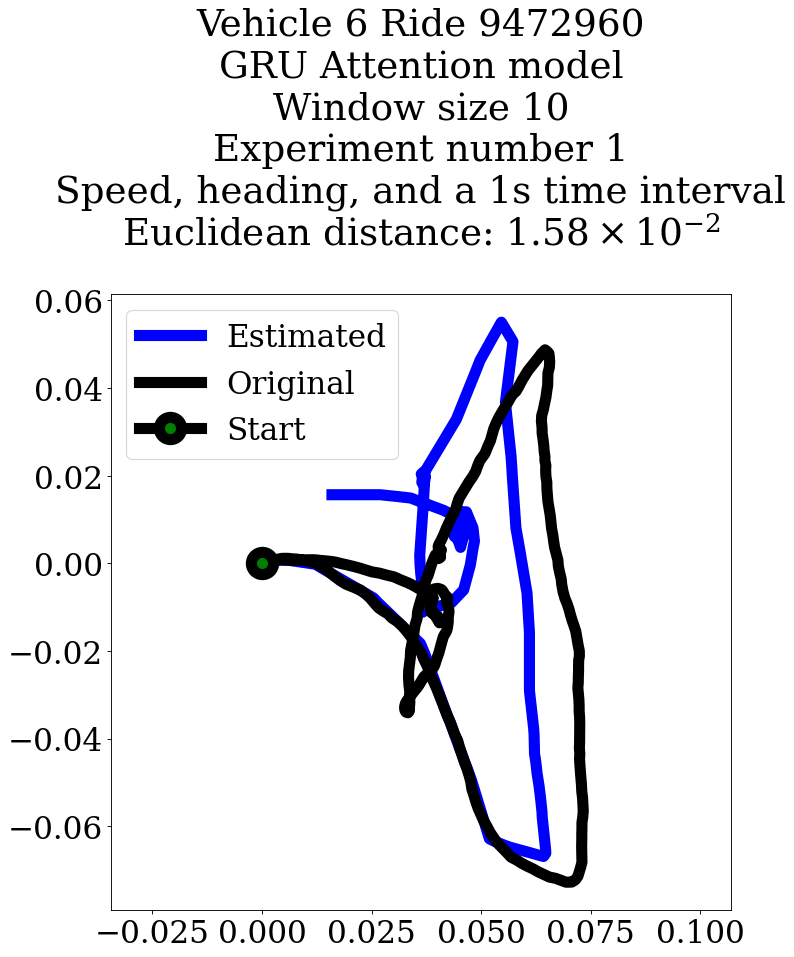 Vehicle 6 Ride 9472960
GRU Attention model
Window size 10
Experiment number 1
Speed, heading, and a 1s time interval
Euclidean distance: 1.58 × 10⁻²
Estimated
Original
Start
0.06
0.04
0.02
0.00
−0.02
−0.04
−0.06
−0.025 0.000 0.025 0.050 0.075 0.100